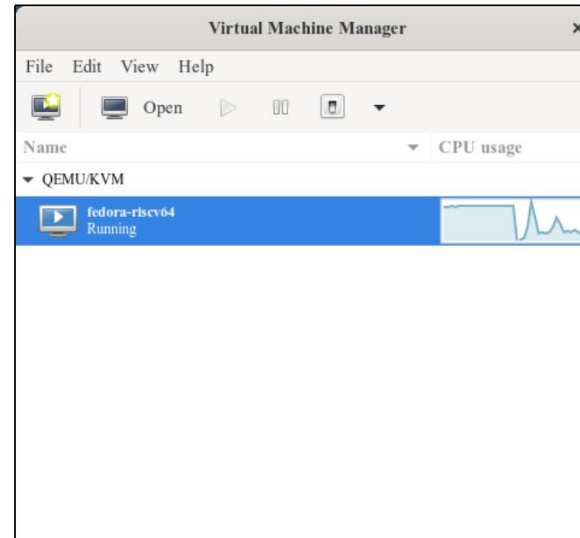 Virtual Machine Manager
File Edit View Help
Open
Name CPU usage
QEMU/KVM
fedora-riscv64
Running